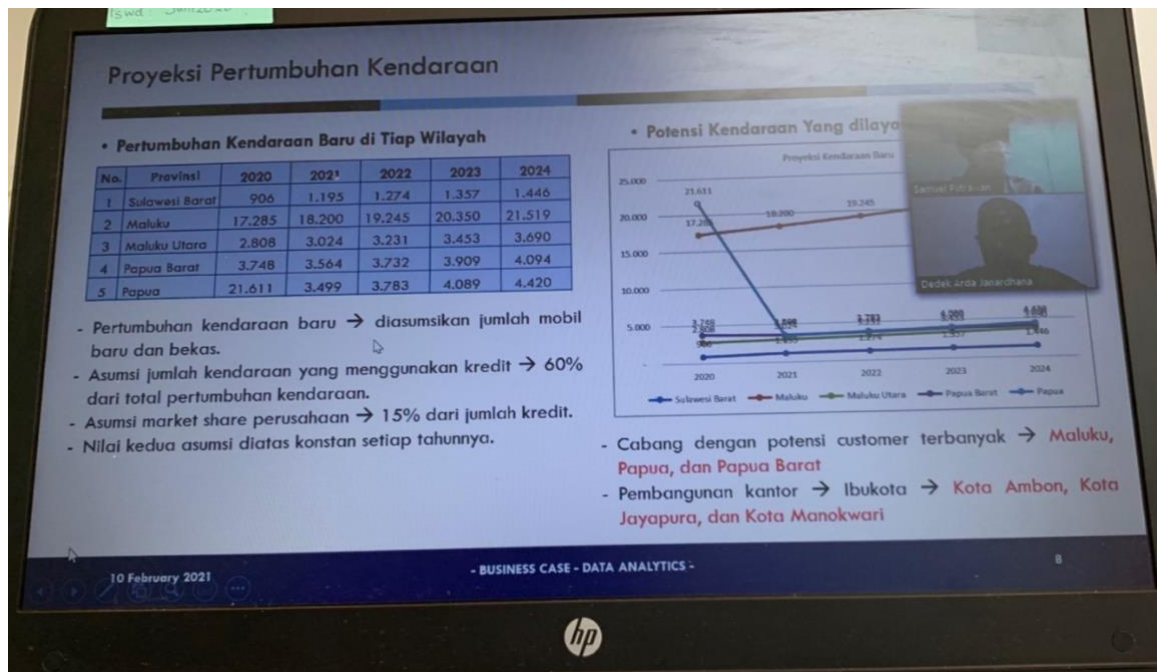 Proyeksi Pertumbuhan Kendaraan
• Pertumbuhan Kendaraan Baru di Tiap Wilayah
No. Provinsi 2020 2021 2022 2023 2024
1 Sulawesi Barat 906 1.195 1.274 1.357 1.446
2 Maluku 17.285 18.200 19.245 20.350 21.519
3 Maluku Utara 2.808 3.024 3.231 3.453 3.690
4 Papua Barat 3.748 3.564 3.732 3.909 4.094
5 Papua 21.611 3.499 3.783 4.089 4.420
- Pertumbuhan kendaraan baru → diasumsikan jumlah mobil
baru dan bekas.
- Asumsi jumlah kendaraan yang menggunakan kredit → 60%
dari total pertumbuhan kendaraan.
- Asumsi market share perusahaan → 15% dari jumlah kredit.
- Nilai kedua asumsi diatas konstan setiap tahunnya.
• Potensi Kendaraan Yang dilaya
Proyeksi Kendaraan Baru
25.000
21.611
20.000
18.200
19.245
15.000
10.000
5.000
2020 2021 2022 2023 2024
Sulawesi Barat Maluku Maluku Utara Papua Barat Papua
Dedek Arda Janardhana
- Cabang dengan potensi customer terbanyak → Maluku,
Papua, dan Papua Barat
- Pembangunan kantor → Ibukota → Kota Ambon, Kota
Jayapura, dan Kota Manokwari
10 February 2021
- BUSINESS CASE - DATA ANALYTICS -
8
hp